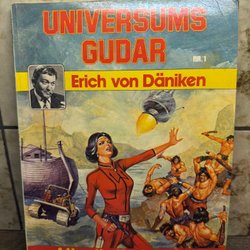 UNIVERSUMS
GUDAR
NR. 1
Erich von Däniken